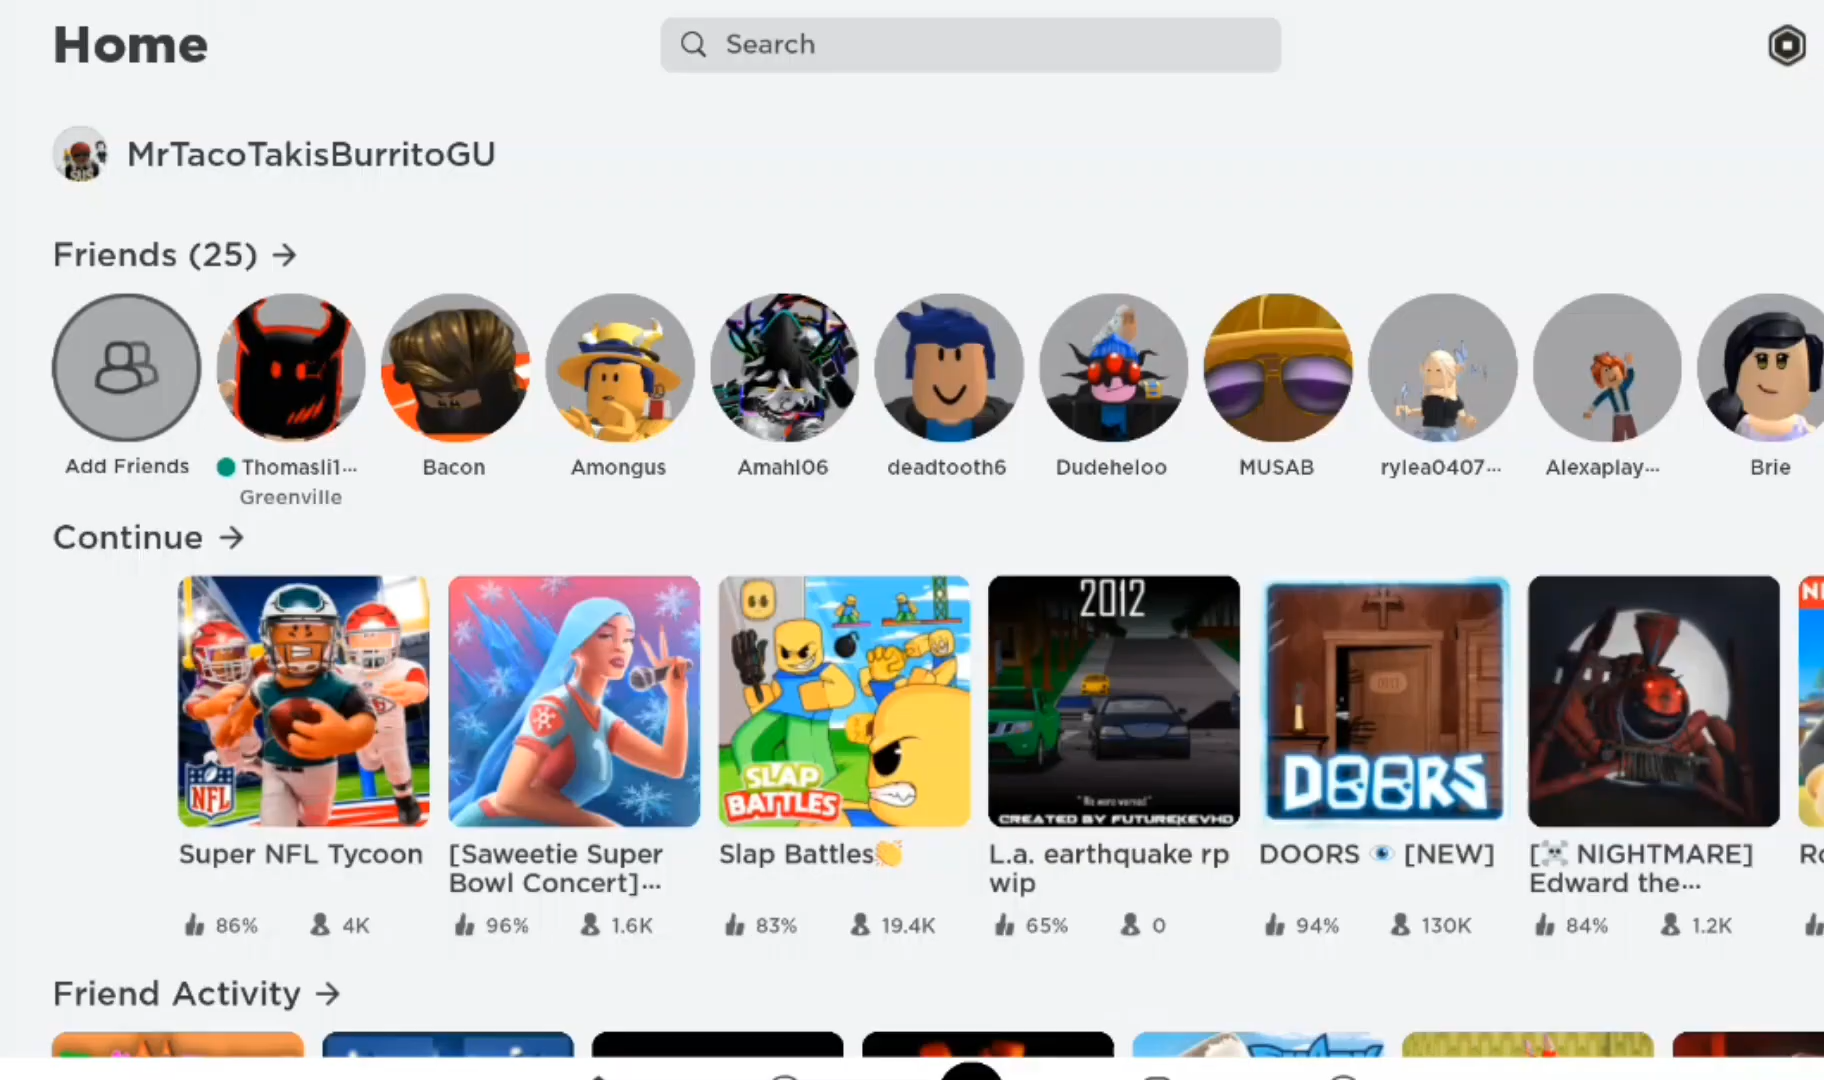 Home
Search
MrTacoTakisBurritoGU
Friends (25) →
Add Friends
Thomasli1...
Greenville
Bacon
Amongus
Amahl06
deadtooth6
Dudeheloo
MUSAB
rylea0407...
Alexaplay...
Brie
Continue →
NFL
SLAP
BATTLES
2012
CREATED BY FUTUREKEVHD
DOORS
Super NFL Tycoon
[Saweetie Super
Bowl Concert]...
Slap Battles👏
L.a. earthquake rp
wip
DOORS 👁 [NEW]
[☠ NIGHTMARE]
Edward the...
86% 4K
96% 1.6K
83% 19.4K
65% 0
94% 130K
84% 1.2K
Friend Activity →